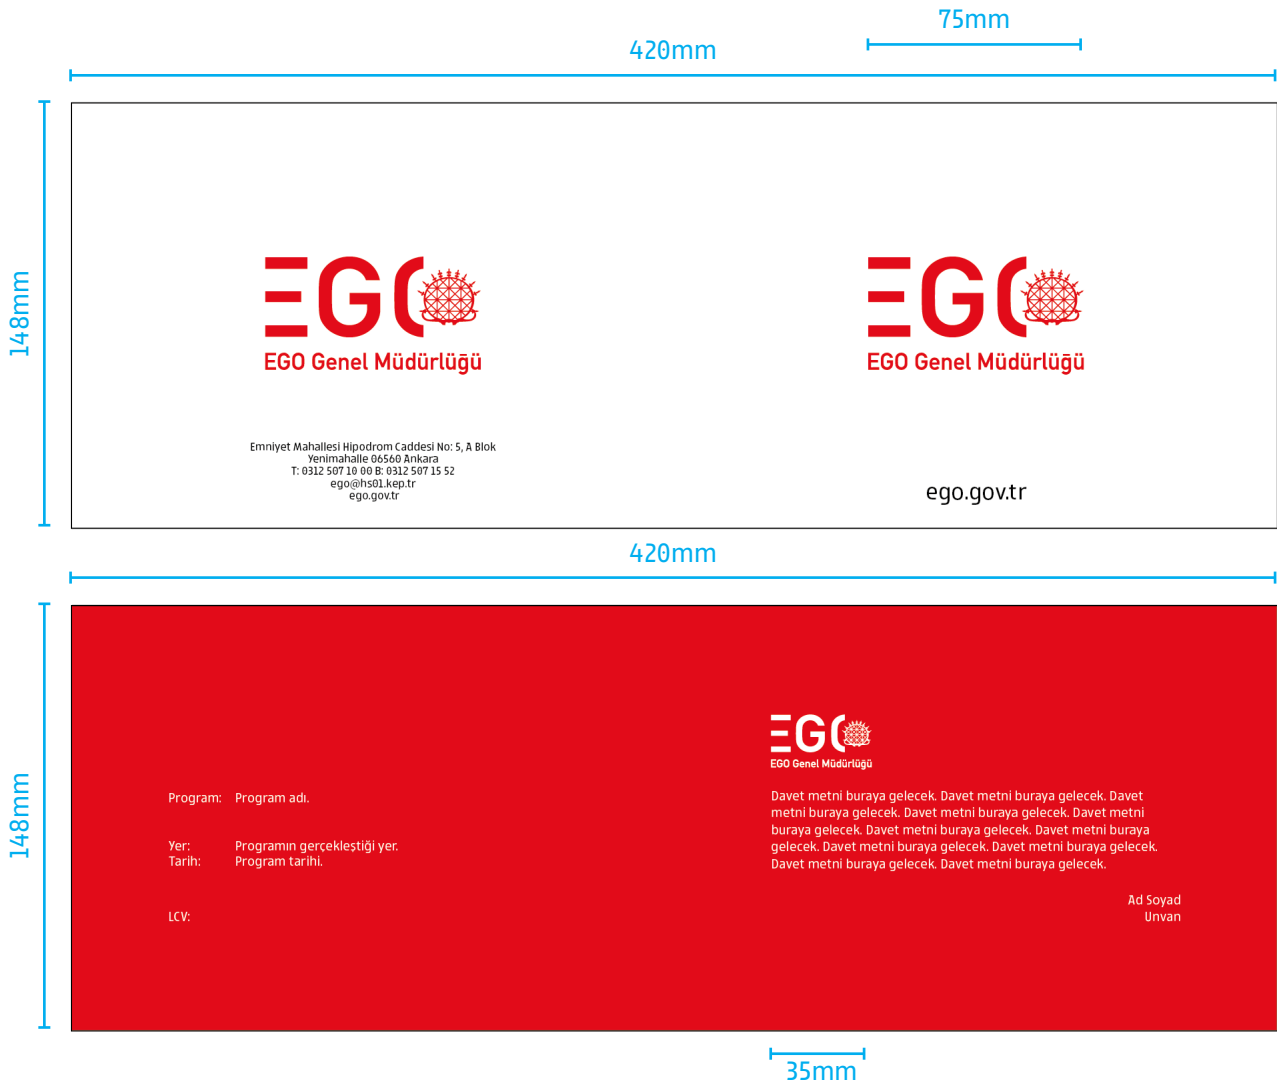 75mm
420mm
148mm
EGO
EGO Genel Müdürlüğü
EGO
EGO Genel Müdürlüğü
Emniyet Mahallesi Hipodrom Caddesi No: 5, A Blok
Yenimahalle 06560 Ankara
T: 0312 507 10 00 B: 0312 507 15 52
ego@hs01.kep.tr
ego.gov.tr
ego.gov.tr
420mm
148mm
Program: Program adı.
Yer: Programın gerçekleştiği yer.
Tarih: Program tarihi.
LCV:
EGO
EGO Genel Müdürlüğü
Davet metni buraya gelecek. Davet metni buraya gelecek. Davet
metni buraya gelecek. Davet metni buraya gelecek. Davet metni
buraya gelecek. Davet metni buraya gelecek. Davet metni buraya
gelecek. Davet metni buraya gelecek. Davet metni buraya gelecek.
Davet metni buraya gelecek. Davet metni buraya gelecek.
Ad Soyad
Unvan
35mm